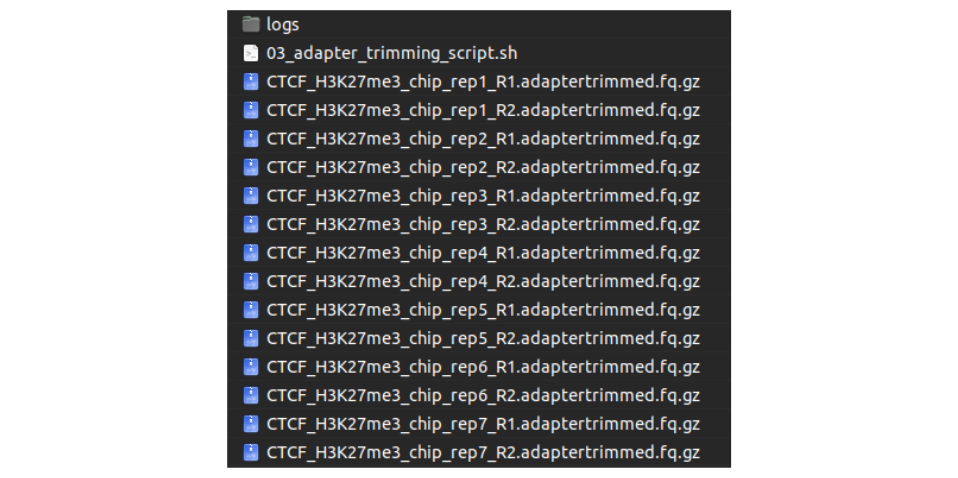 logs
03_adapter_trimming_script.sh
CTCF_H3K27me3_chip_rep1_R1.adaptertrimmed.fq.gz
CTCF_H3K27me3_chip_rep1_R2.adaptertrimmed.fq.gz
CTCF_H3K27me3_chip_rep2_R1.adaptertrimmed.fq.gz
CTCF_H3K27me3_chip_rep2_R2.adaptertrimmed.fq.gz
CTCF_H3K27me3_chip_rep3_R1.adaptertrimmed.fq.gz
CTCF_H3K27me3_chip_rep3_R2.adaptertrimmed.fq.gz
CTCF_H3K27me3_chip_rep4_R1.adaptertrimmed.fq.gz
CTCF_H3K27me3_chip_rep4_R2.adaptertrimmed.fq.gz
CTCF_H3K27me3_chip_rep5_R1.adaptertrimmed.fq.gz
CTCF_H3K27me3_chip_rep5_R2.adaptertrimmed.fq.gz
CTCF_H3K27me3_chip_rep6_R1.adaptertrimmed.fq.gz
CTCF_H3K27me3_chip_rep6_R2.adaptertrimmed.fq.gz
CTCF_H3K27me3_chip_rep7_R1.adaptertrimmed.fq.gz
CTCF_H3K27me3_chip_rep7_R2.adaptertrimmed.fq.gz